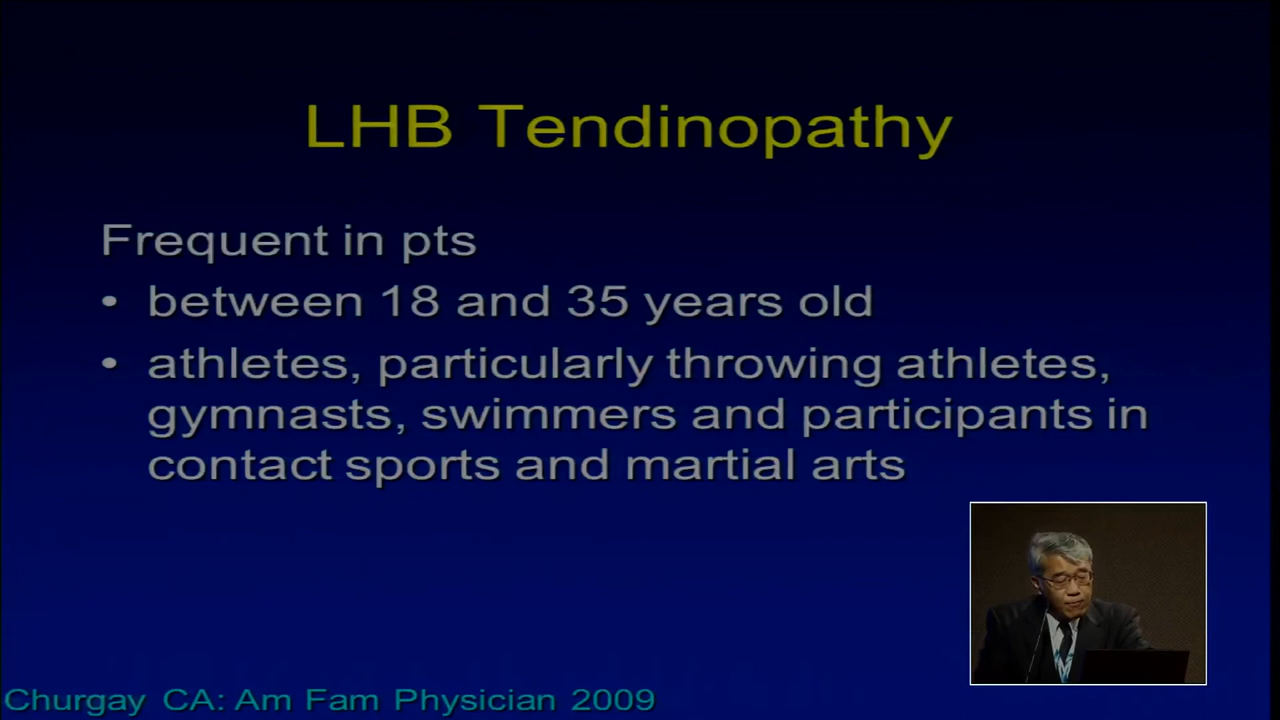 LHB Tendinopathy
Frequent in pts
• between 18 and 35 years old
• athletes, particularly throwing athletes,
gymnasts, swimmers and participants in
contact sports and martial arts
Churgay CA: Am Fam Physician 2009